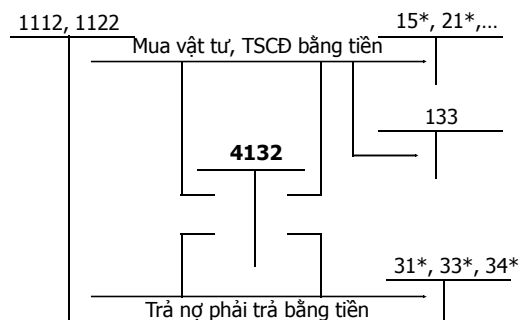 1112, 1122
15*, 21*,...
Mua vật tư, TSCĐ bằng tiền
133
4132
31*, 33*, 34*
Trả nợ phải trả bằng tiền